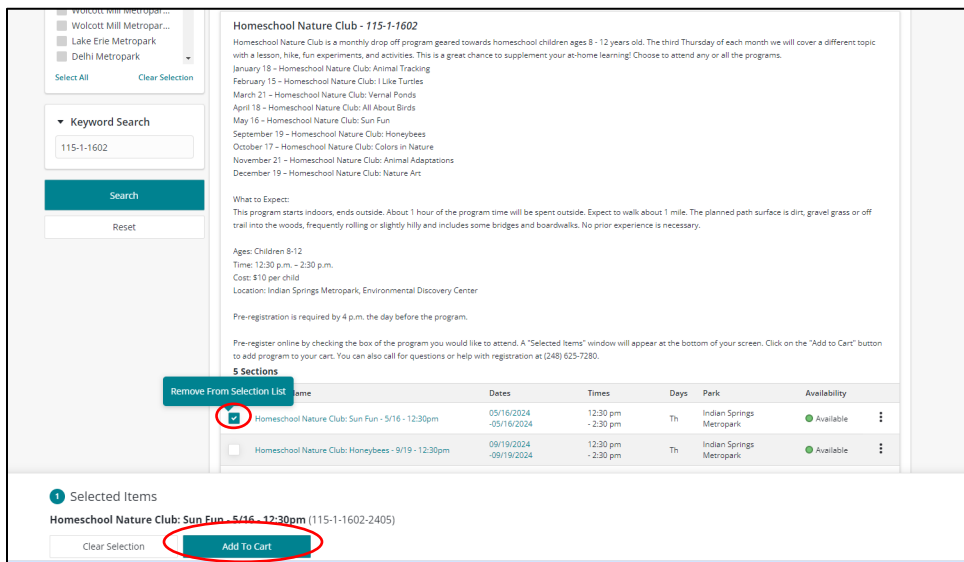 Wolcott Mill Metropar...
Wolcott Mill Metropar...
Lake Erie Metropark
Delhi Metropark
Select All Clear Selection
Keyword Search
115-1-1602
Search
Reset
Homeschool Nature Club - 115-1-1602
Homeschool Nature Club is a monthly drop off program geared towards homeschool children ages 8 - 12 years old. The third Thursday of each month we will cover a different topic
with a lesson, hike, fun experiments, and activities. This is a great chance to supplement your at-home learning! Choose to attend any or all the programs.
January 18 – Homeschool Nature Club: Animal Tracking
February 15 – Homeschool Nature Club: I Like Turtles
March 21 – Homeschool Nature Club: Vernal Ponds
April 18 – Homeschool Nature Club: All About Birds
May 16 – Homeschool Nature Club: Sun Fun
September 19 – Homeschool Nature Club: Honeybees
October 17 – Homeschool Nature Club: Colors in Nature
November 21 – Homeschool Nature Club: Animal Adaptations
December 19 – Homeschool Nature Club: Nature Art
What to Expect:
This program starts indoors, ends outside. About 1 hour of the program time will be spent outside. Expect to walk about 1 mile. The planned path surface is dirt, gravel grass or off
trail into the woods, frequently rolling or slightly hilly and includes some bridges and boardwalks. No prior experience is necessary.
Ages: Children 8-12
Time: 12:30 p.m. – 2:30 p.m.
Cost: $10 per child
Location: Indian Springs Metropark, Environmental Discovery Center
Pre-registration is required by 4 p.m. the day before the program.
Pre-register online by checking the box of the program you would like to attend. A "Selected Items" window will appear at the bottom of your screen. Click on the "Add to Cart" button
to add program to your cart. You can also call for questions or help with registration at (248) 625-7280.
5 Sections
Remove From Selection List
ame Dates Times Days Park Availability
Homeschool Nature Club: Sun Fun - 5/16 - 12:30pm 05/16/2024 12:30 pm Th Indian Springs Available
-05/16/2024 - 2:30 pm Metropark
Homeschool Nature Club: Honeybees - 9/19 - 12:30pm 09/19/2024 12:30 pm Th Indian Springs Available
-09/19/2024 - 2:30 pm Metropark
1 Selected Items
Homeschool Nature Club: Sun Fun - 5/16 - 12:30pm (115-1-1602-2405)
Clear Selection Add To Cart